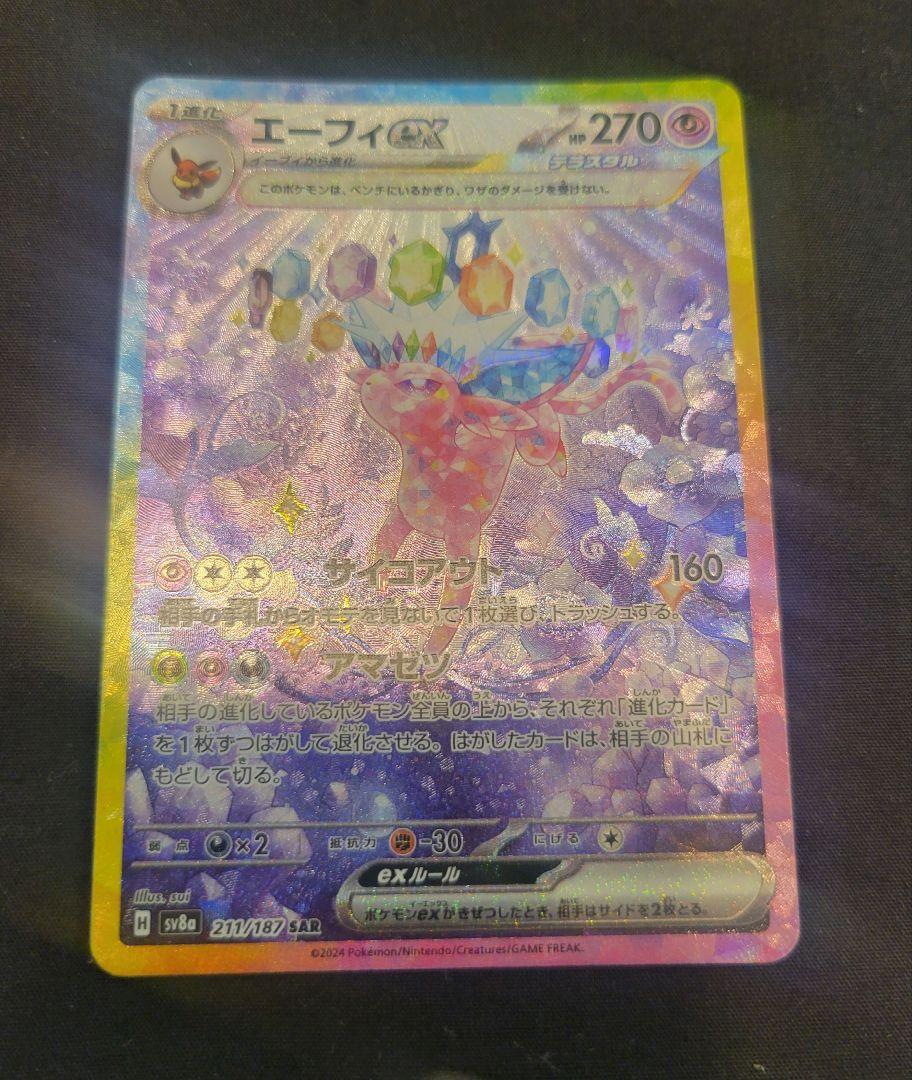 1進化
エーフィex
HP 270
イーブイから進化
テラスタル
このポケモンは、ベンチにいるかぎり、ワザのダメージを受けない。
サイコアウト 160
相手の手札からオモテを見ないで1枚選び、トラッシュする。
アマゼツ
相手の進化しているポケモン全員の上から、それぞれ「進化カード」
を1枚ずつはがして退化させる。はがしたカードは、相手の山札に
もどして切る。
弱点 ×2 抵抗力 -30 にげる
exルール
ポケモンexがきぜつしたとき、相手はサイドを2枚とる。
Illus. sui
H SV8a 211/187 SAR
©2024 Pokémon/Nintendo/Creatures/GAME FREAK.